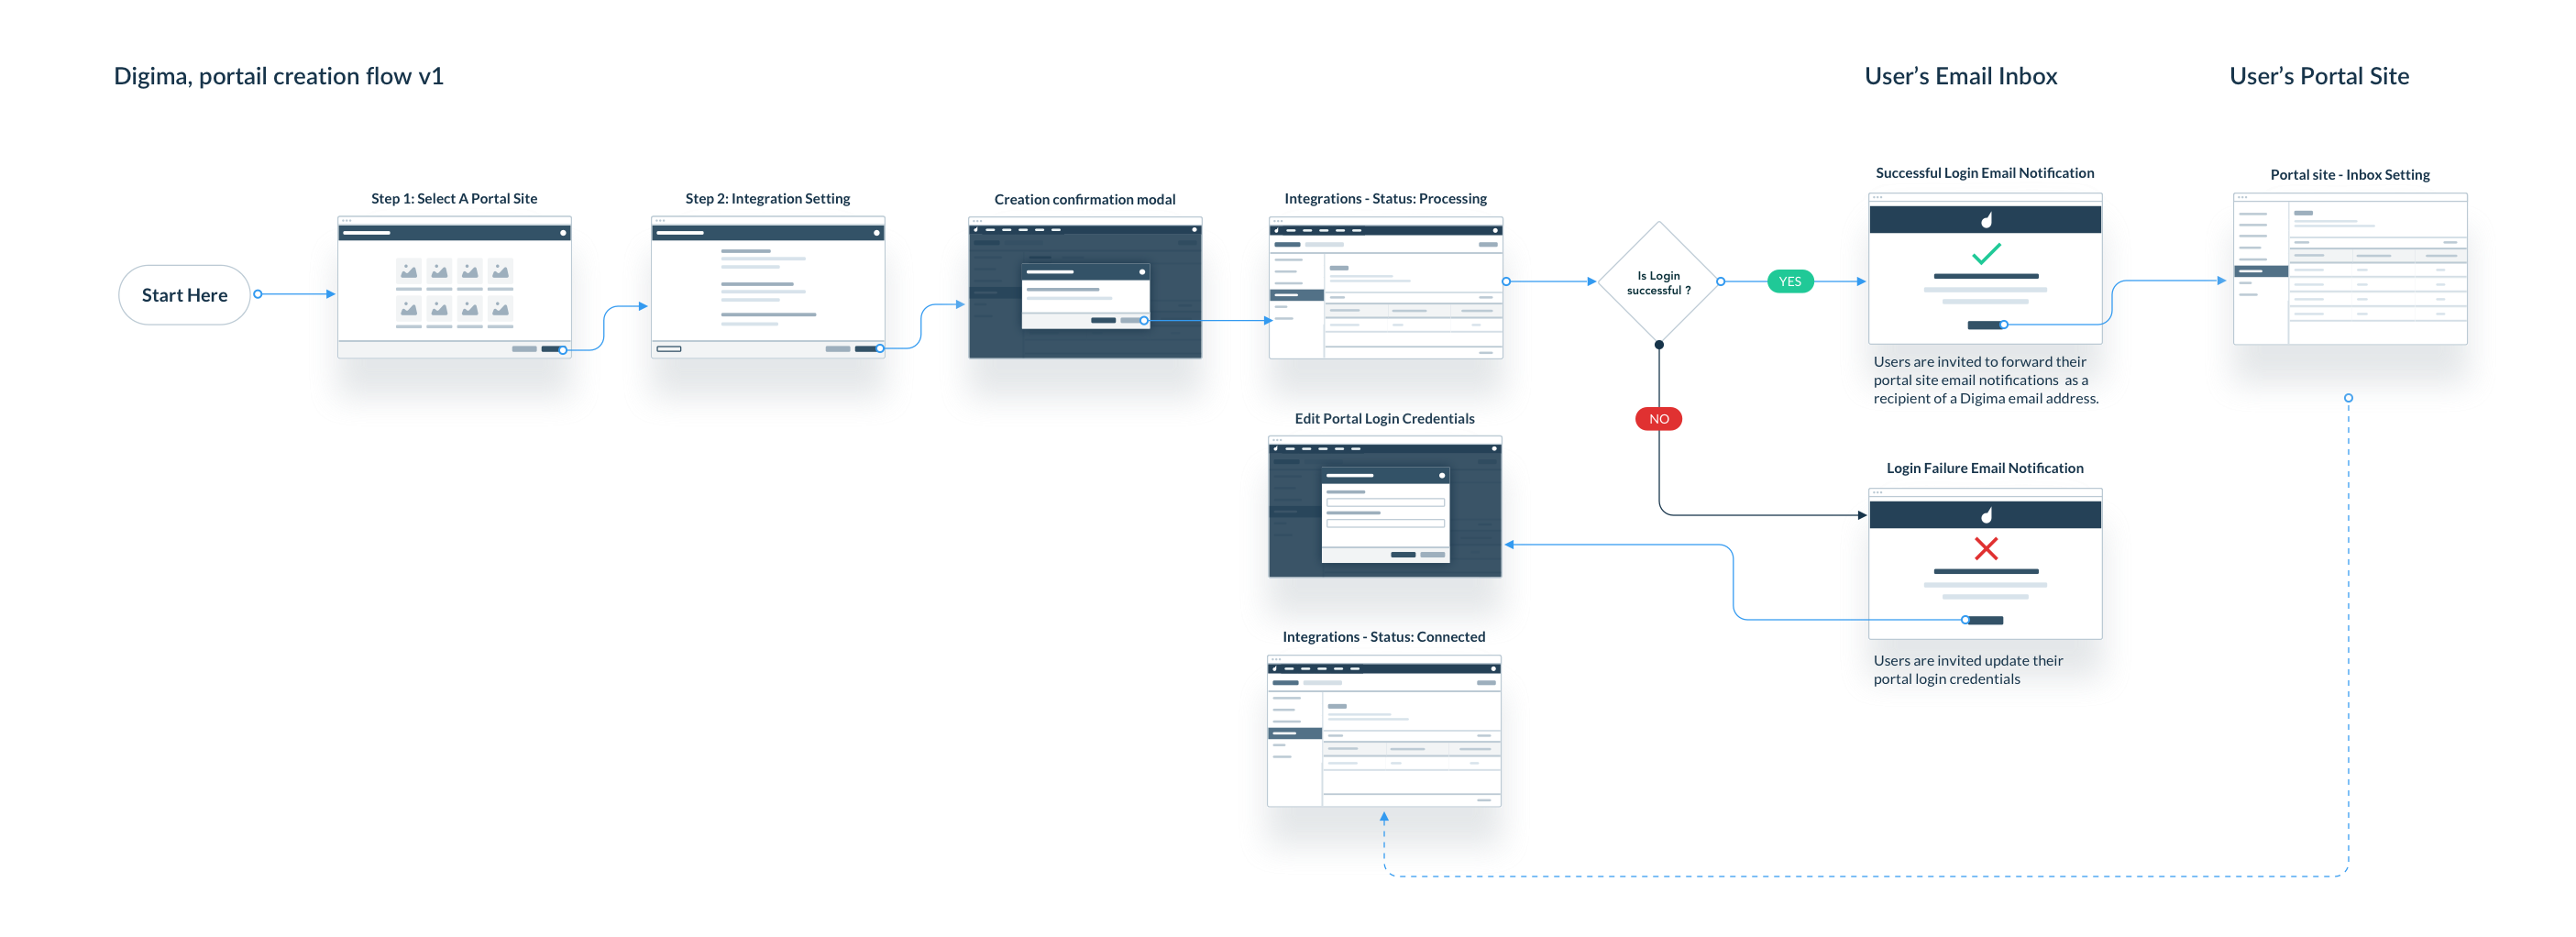 Digima, portail creation flow v1
User’s Email Inbox
User’s Portal Site
Start Here
Step 1: Select A Portal Site
Step 2: Integration Setting
Creation confirmation modal
Integrations - Status: Processing
Is Login
successful ?
YES
NO
Successful Login Email Notification
Users are invited to forward their
portal site email notifications as a
recipient of a Digima email address.
Portal site - Inbox Setting
Edit Portal Login Credentials
Login Failure Email Notification
Users are invited update their
portal login credentials
Integrations - Status: Connected